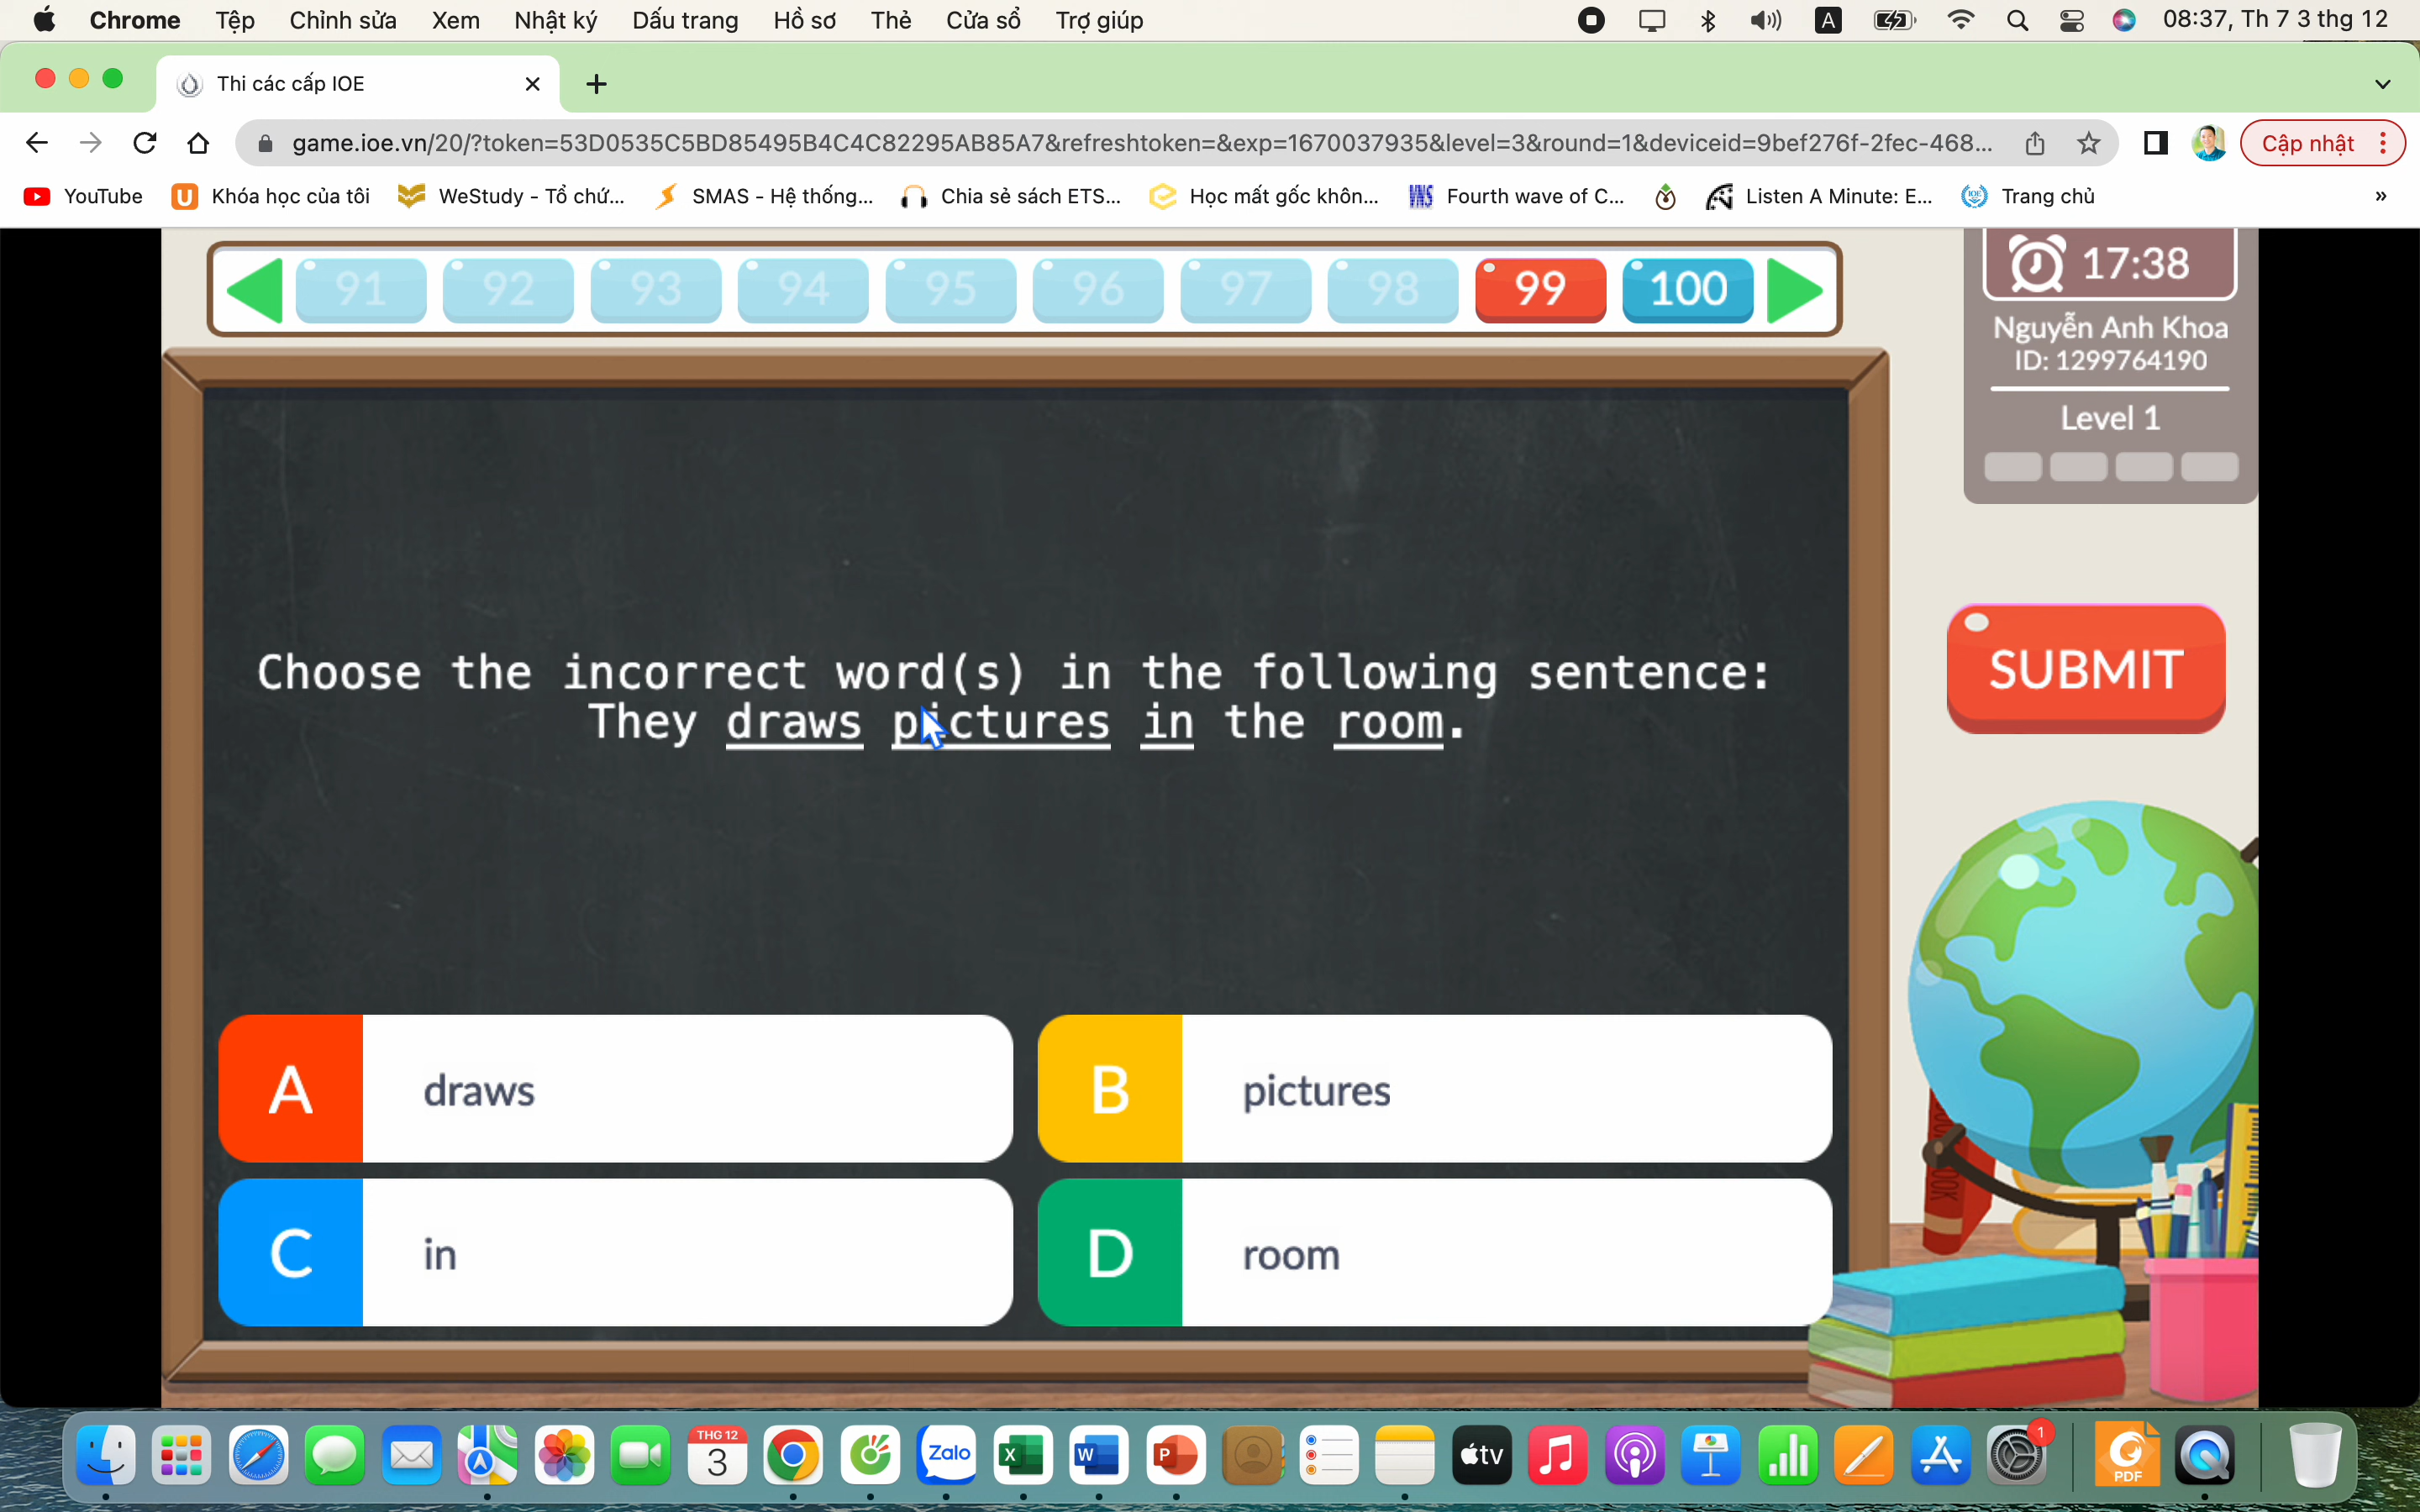 Chrome Tệp Chỉnh sửa Xem Nhật ký Dấu trang Hồ sơ Thẻ Cửa sổ Trợ giúp A 08:37, Th 7 3 thg 12
Thi các cấp IOE
game.ioe.vn/20/?token=53D0535C5BD85495B4C4C82295AB85A7&refreshtoken=&exp=1670037935&level=3&round=1&deviceid=9bef276f-2fec-468... Cập nhật
YouTube Khóa học của tôi WeStudy - Tổ chứ... SMAS - Hệ thống... Chia sẻ sách ETS... Học mất gốc khôn... VNS Fourth wave of C... Listen A Minute: E... IOE Trang chủ »
91 92 93 94 95 96 97 98 99 100
17:38
Nguyễn Anh Khoa
ID: 1299764190
Level 1
Choose the incorrect word(s) in the following sentence:
They draws pictures in the room.
SUBMIT
A draws
B pictures
C in
D room
THG 12
3
Zalo
X
W
P
tv
1
PDF